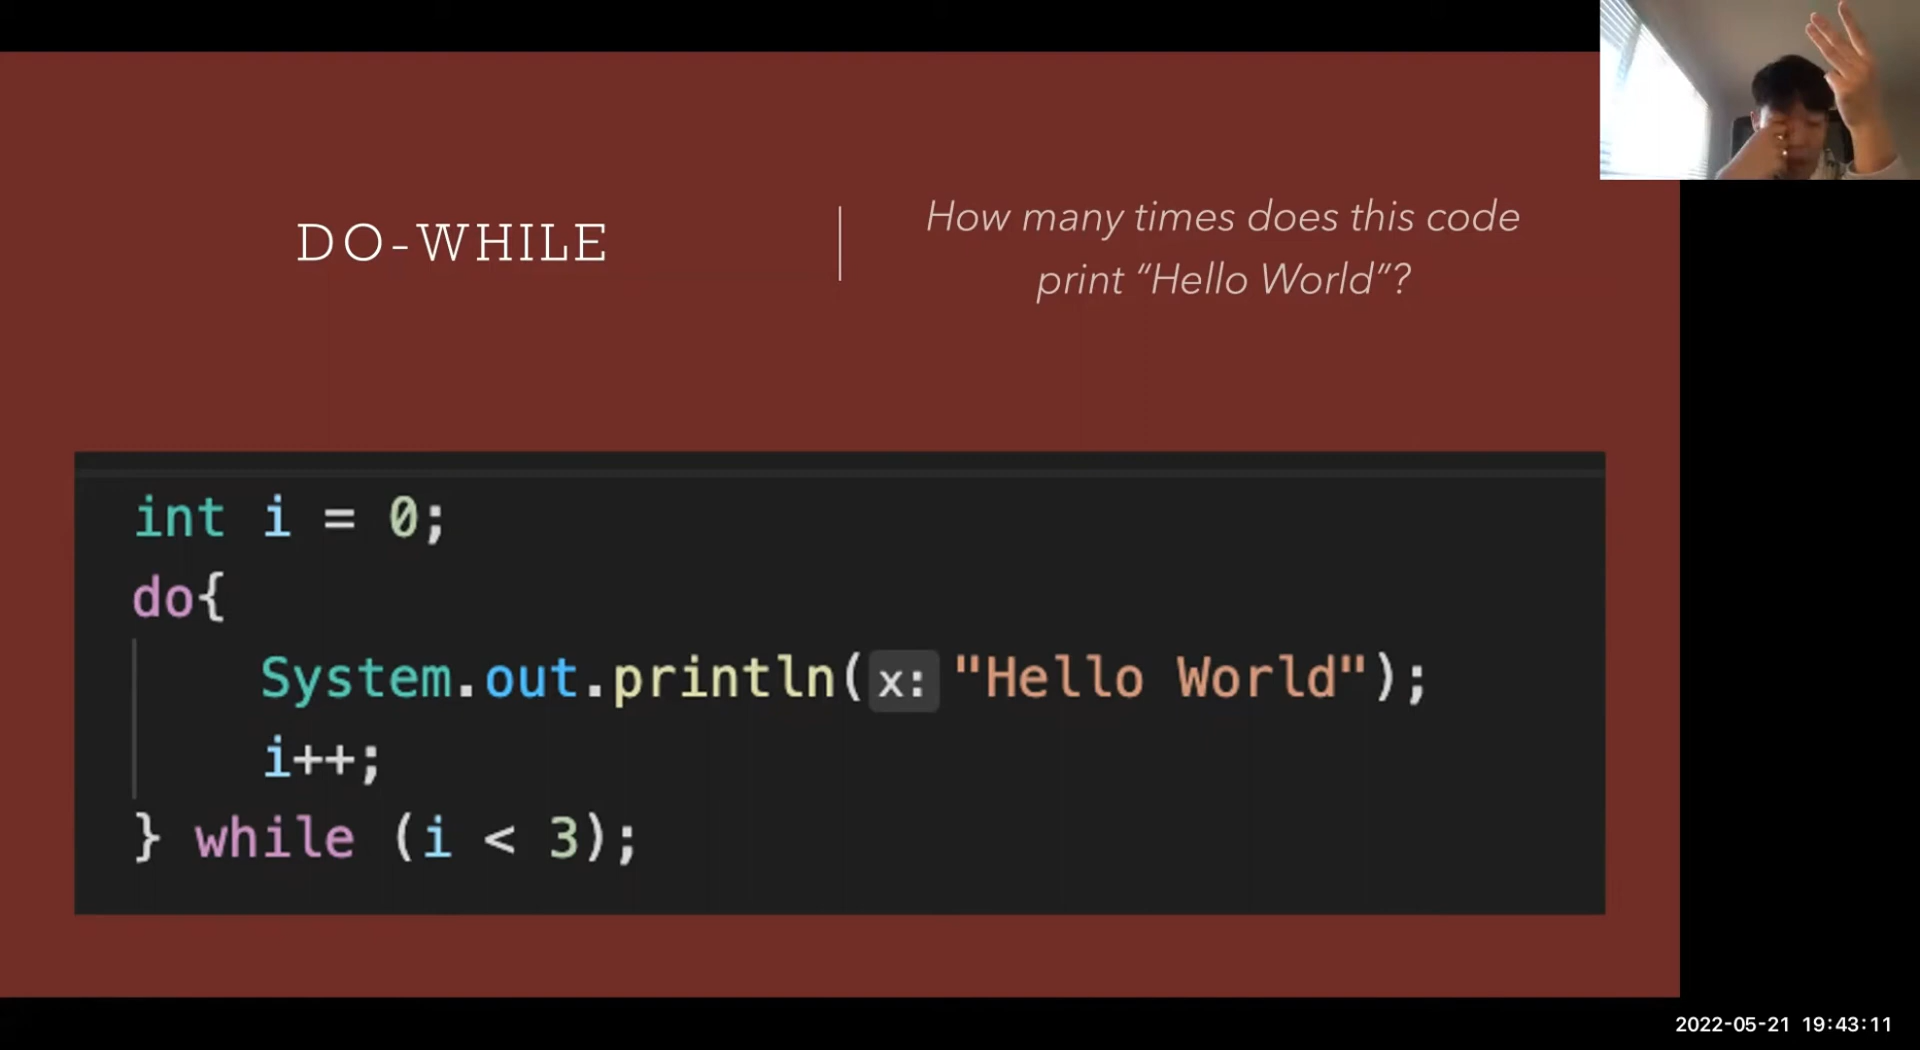 DO-WHILE
How many times does this code
print “Hello World”?
int i = 0;
do{
System.out.println(x: "Hello World");
i++;
} while (i < 3);
2022-05-21 19:43:11